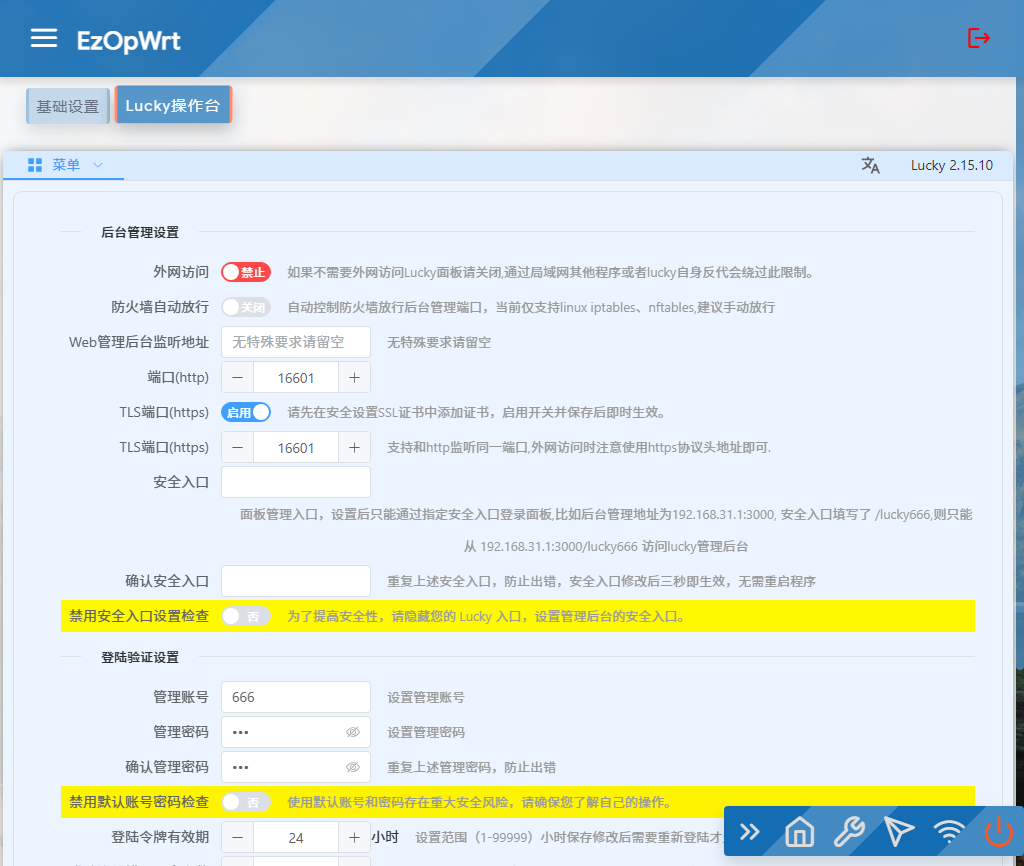 EzOpWrt
基础设置 Lucky操作台
菜单 Lucky 2.15.10
后台管理设置
外网访问 禁止 如果不需要外网访问Lucky面板请关闭,通过局域网其他程序或者lucky自身反代会绕过此限制。
防火墙自动放行 关闭 自动控制防火墙放行后台管理端口，当前仅支持linux iptables、nftables,建议手动放行
Web管理后台监听地址 无特殊要求请留空 无特殊要求请留空
端口(http) 16601
TLS端口(https) 启用 请先在安全设置SSL证书中添加证书，启用开关并保存后即时生效。
TLS端口(https) 16601 支持和http监听同一端口,外网访问时注意使用https协议头地址即可.
安全入口
面板管理入口，设置后只能通过指定安全入口登录面板,比如后台管理地址为192.168.31.1:3000, 安全入口填写了 /lucky666,则只能
从 192.168.31.1:3000/lucky666 访问lucky管理后台
确认安全入口 重复上述安全入口，防止出错，安全入口修改后三秒即生效，无需重启程序
禁用安全入口设置检查 否 为了提高安全性，请隐藏您的 Lucky 入口，设置管理后台的安全入口。
登陆验证设置
管理账号 666 设置管理账号
管理密码 ••• 设置管理密码
确认管理密码 ••• 重复上述管理密码，防止出错
禁用默认账号密码检查 否 使用默认账号和密码存在重大安全风险，请确保您了解自己的操作。
登陆令牌有效期 24 小时 设置范围（1-99999）小时保存修改后需要重新登陆才